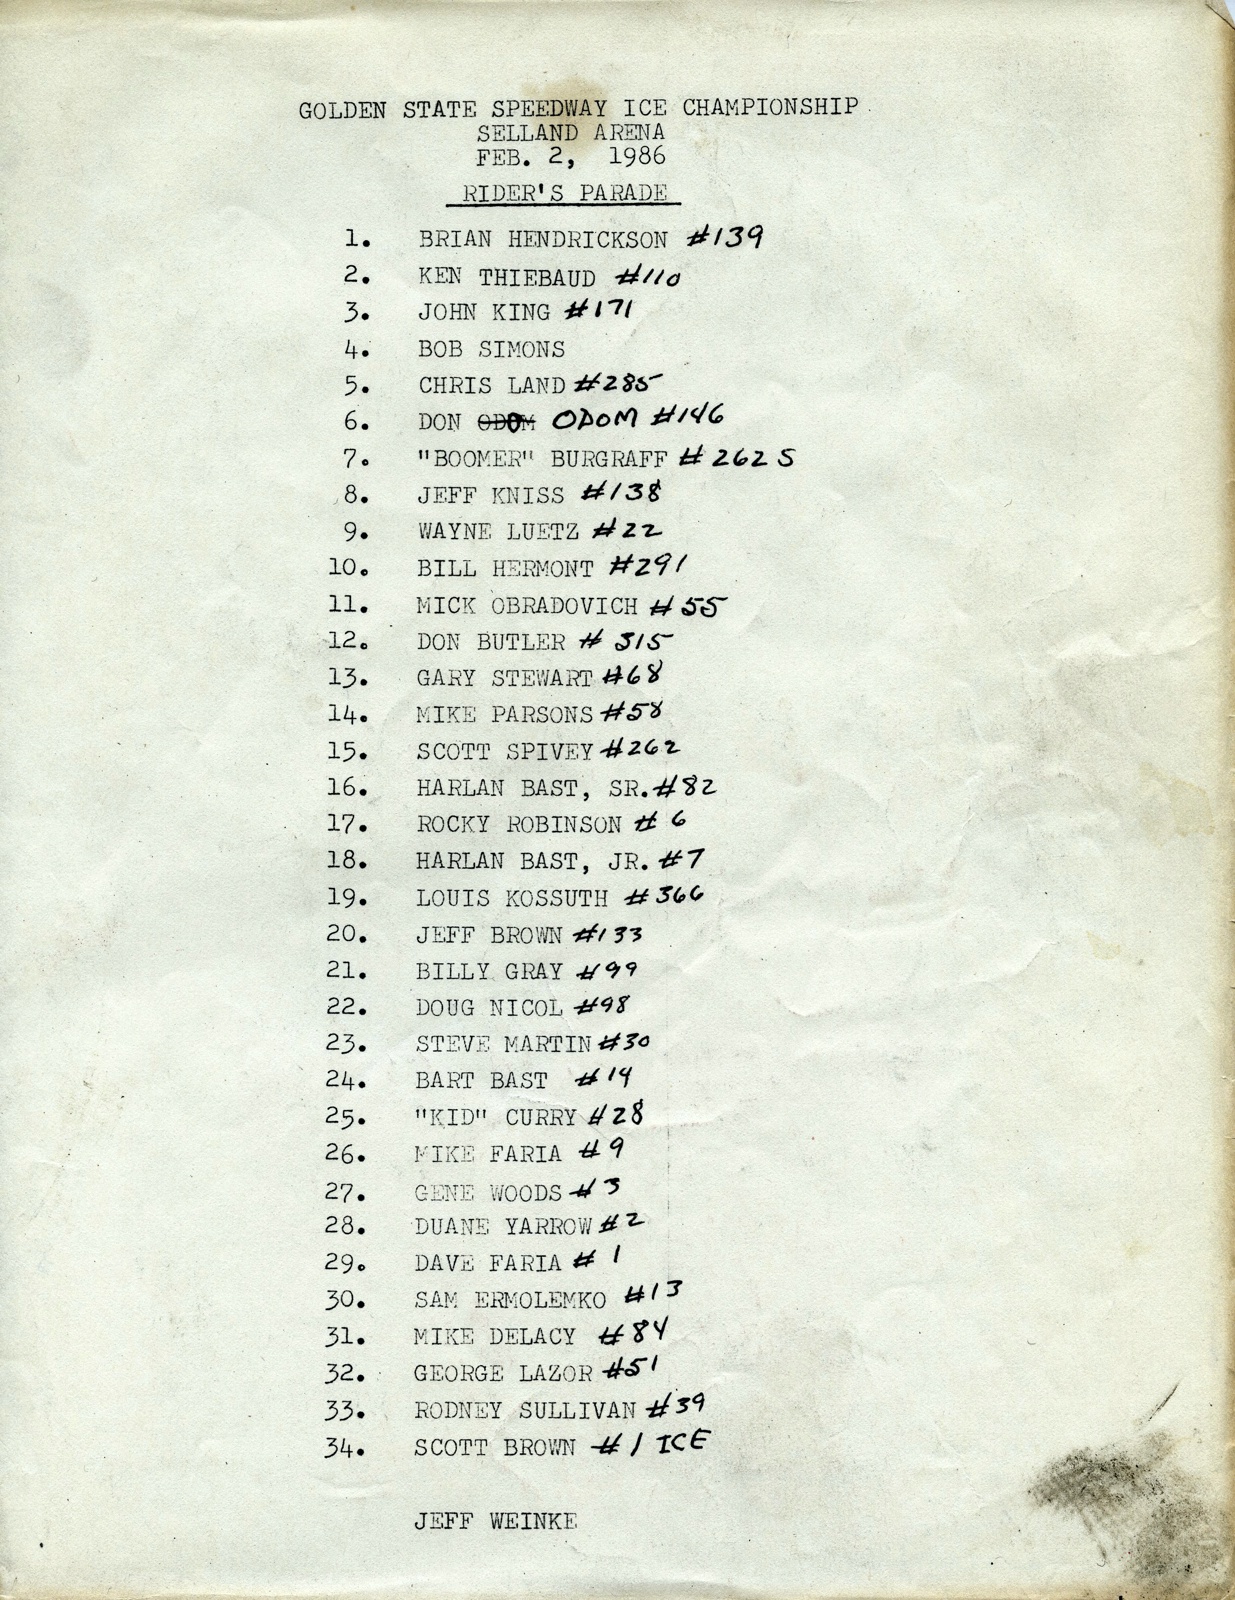 GOLDEN STATE SPEEDWAY ICE CHAMPIONSHIP
SELLAND ARENA
FEB. 2, 1986
RIDER'S PARADE
1. BRIAN HENDRICKSON #139
2. KEN THIEBAUD #110
3. JOHN KING #171
4. BOB SIMONS
5. CHRIS LAND #285
6. DON ODOM ODOM #146
7. "BOOMER" BURGRAFF # 262 S
8. JEFF KNISS #138
9. WAYNE LUETZ #22
10. BILL HERMONT #291
11. MICK OBRADOVICH #55
12. DON BUTLER # 315
13. GARY STEWART #68
14. MIKE PARSONS #58
15. SCOTT SPIVEY #262
16. HARLAN BAST, SR. #82
17. ROCKY ROBINSON # 6
18. HARLAN BAST, JR. #7
19. LOUIS KOSSUTH #366
20. JEFF BROWN #133
21. BILLY GRAY #99
22. DOUG NICOL #98
23. STEVE MARTIN #30
24. BART BAST #14
25. "KID" CURRY #28
26. MIKE FARIA #9
27. GENE WOODS # 3
28. DUANE YARROW #2
29. DAVE FARIA # 1
30. SAM ERMOLEMKO #13
31. MIKE DELACY #84
32. GEORGE LAZOR #51
33. RODNEY SULLIVAN #39
34. SCOTT BROWN #1 ICE
JEFF WEINKE